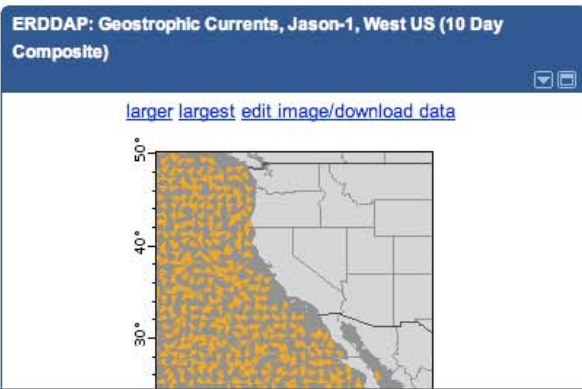 ERDDAP: Geostrophic Currents, Jason-1, West US (10 Day
Composite)
larger largest edit image/download data
50°
40°
30°